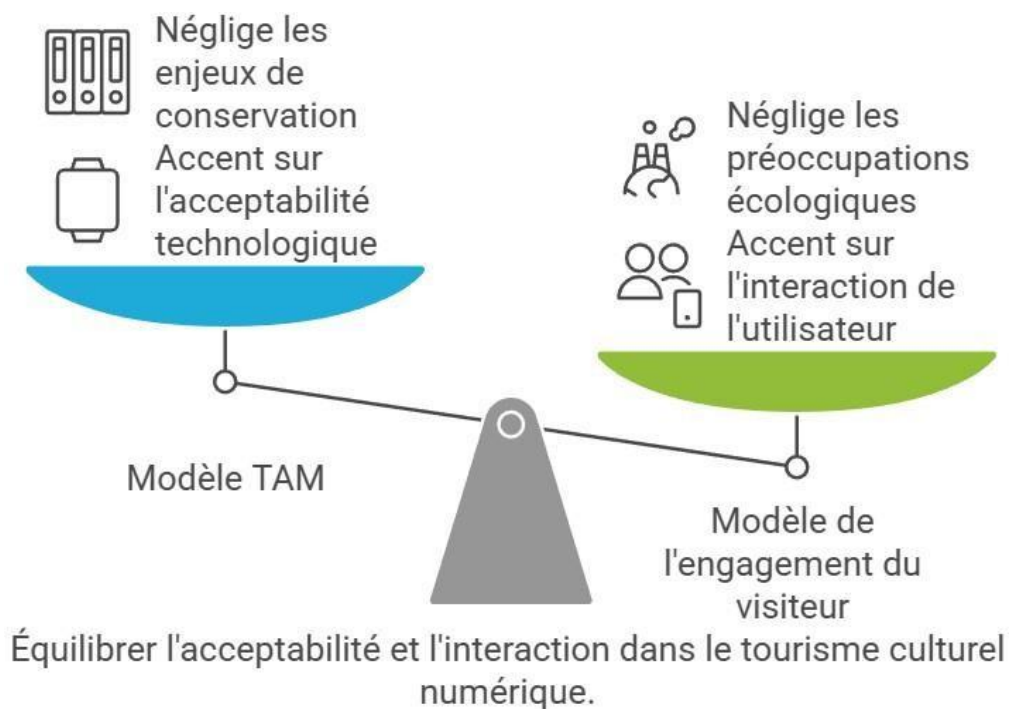 Néglige les
enjeux de
conservation
Accent sur
l'acceptabilité
technologique
Néglige les
préoccupations
écologiques
Accent sur
l'interaction de
l'utilisateur
Modèle TAM
Modèle de
l'engagement du
visiteur
Équilibrer l'acceptabilité et l'interaction dans le tourisme culturel
numérique.